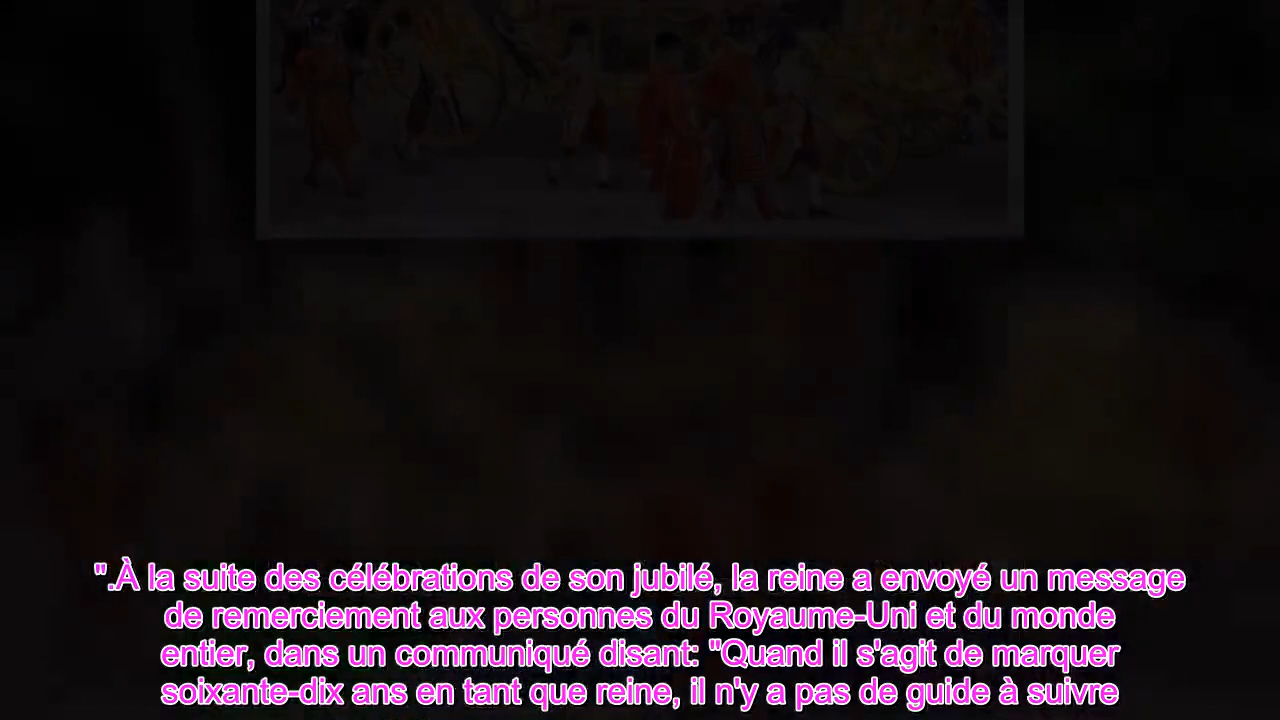 ".À la suite des célébrations de son jubilé, la reine a envoyé un message
de remerciement aux personnes du Royaume-Uni et du monde
entier, dans un communiqué disant: "Quand il s'agit de marquer
soixante-dix ans en tant que reine, il n'y a pas de guide à suivre